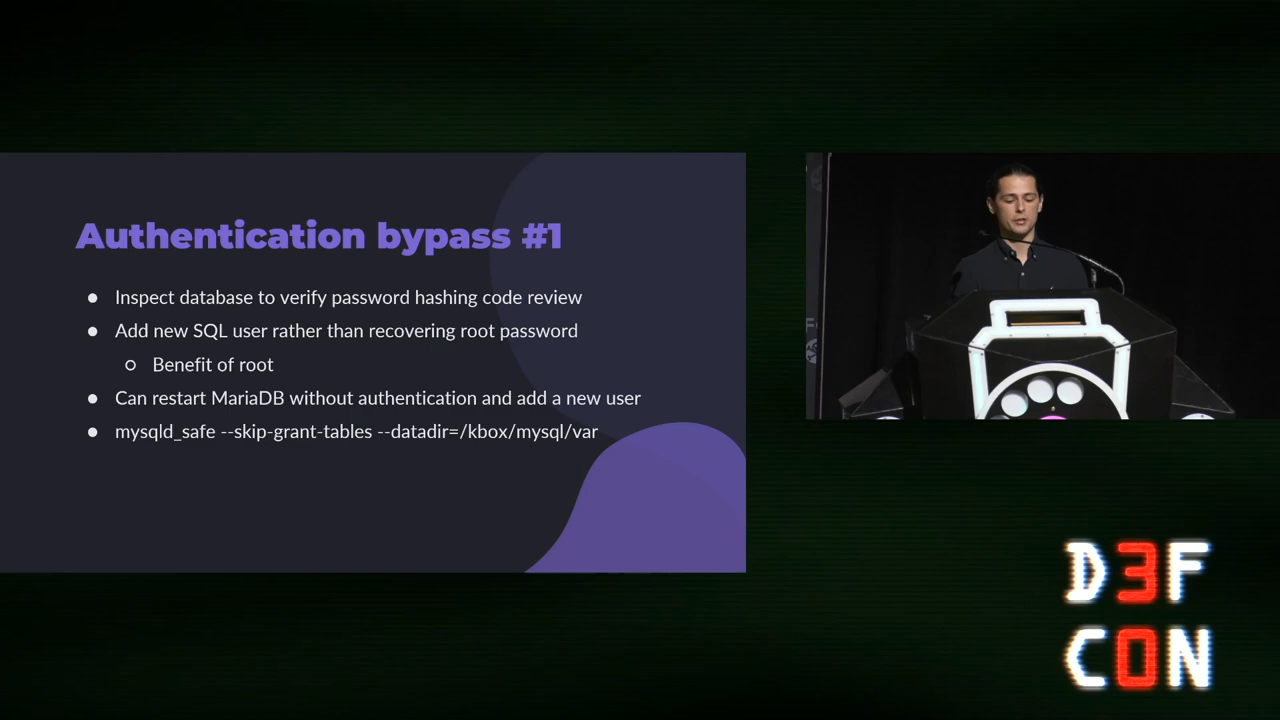 Authentication bypass #1
● Inspect database to verify password hashing code review
● Add new SQL user rather than recovering root password
○ Benefit of root
● Can restart MariaDB without authentication and add a new user
● mysqld_safe --skip-grant-tables --datadir=/kbox/mysql/var
D3F
C0N